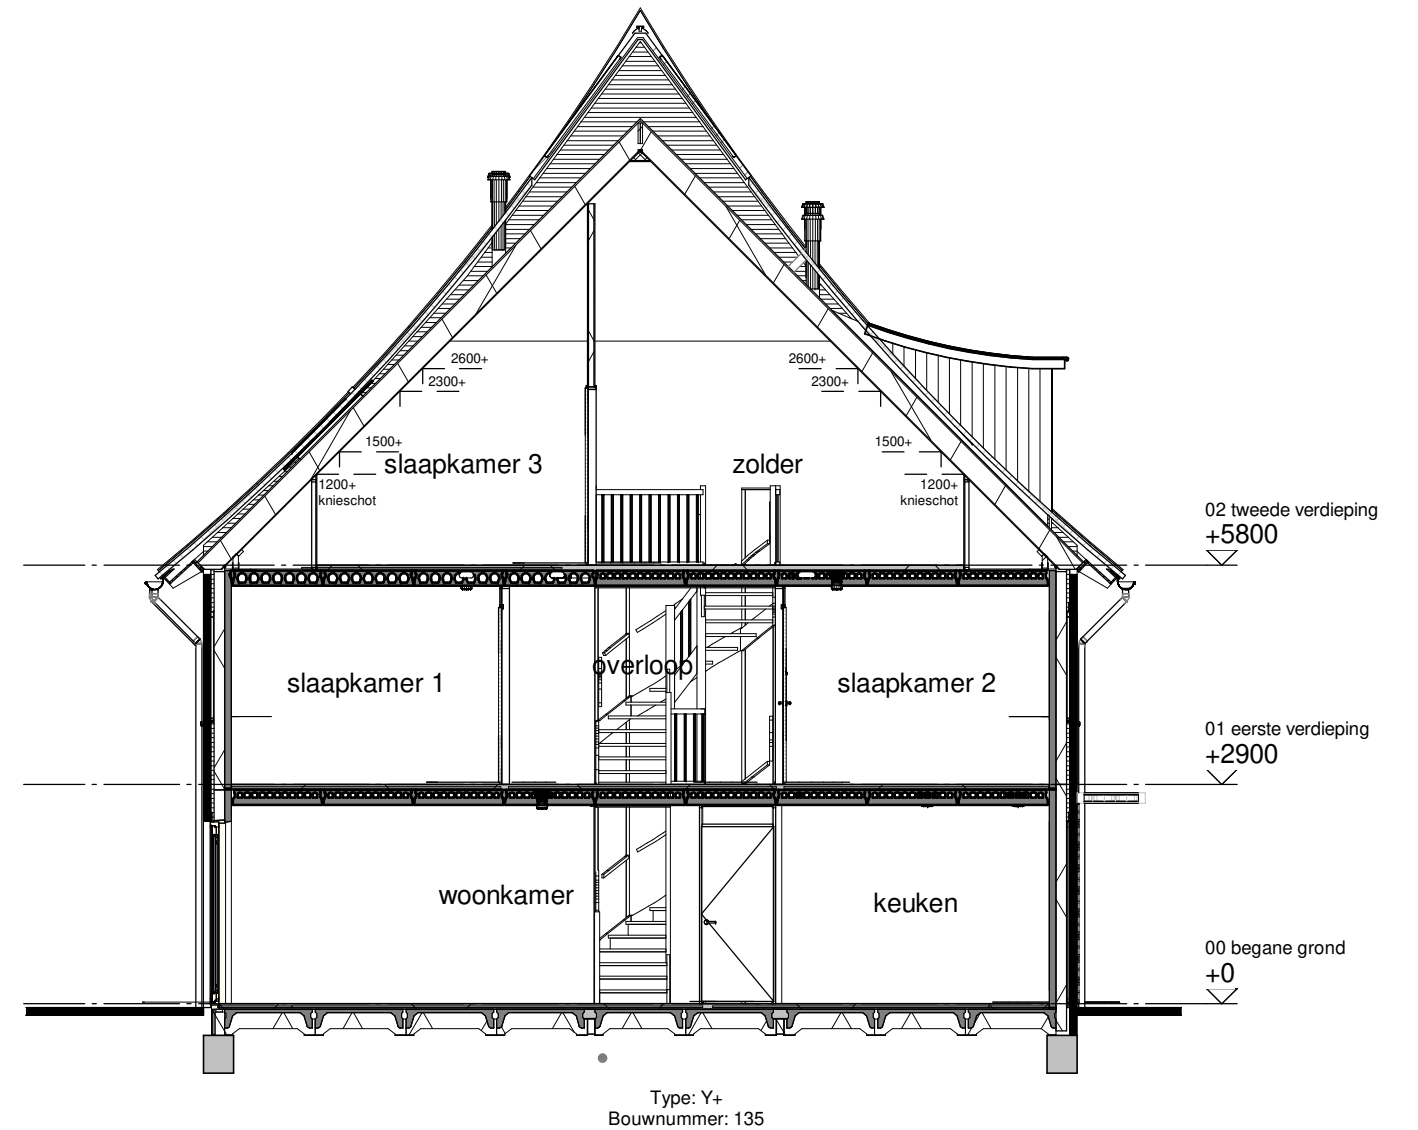 2600+
2600+
2300+
2300+
1500+
1500+
slaapkamer 3
zolder
1200+
knieschot
1200+
knieschot
02 tweede verdieping
+5800
overloop
slaapkamer 1
slaapkamer 2
01 eerste verdieping
+2900
woonkamer
keuken
00 begane grond
+0
Type: Y+
Bouwnummer: 135